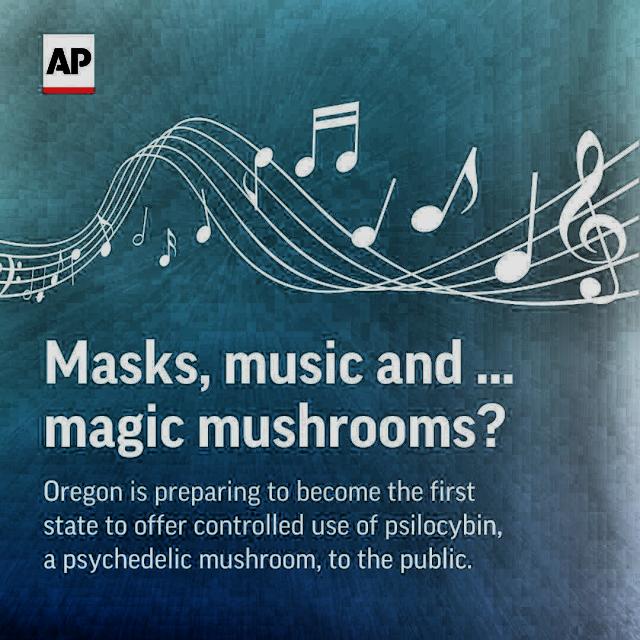 AP
Masks, music and ...
magic mushrooms?
Oregon is preparing to become the first
state to offer controlled use of psilocybin,
a psychedelic mushroom, to the public.